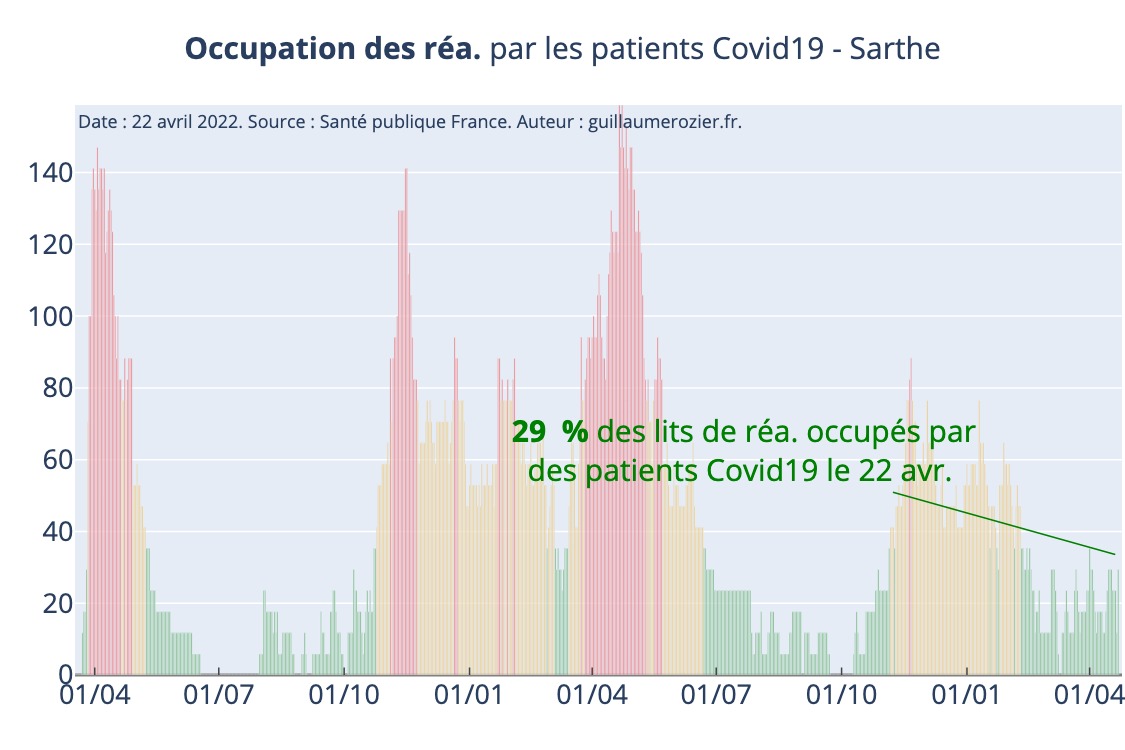 Occupation des réa. par les patients Covid19 - Sarthe
Date : 22 avril 2022. Source : Santé publique France. Auteur : guillaumerozier.fr.
140
120
100
80
60
40
20
0
29 % des lits de réa. occupés par
des patients Covid19 le 22 avr.
01/04 01/07 01/10 01/01 01/04 01/07 01/10 01/01 01/04